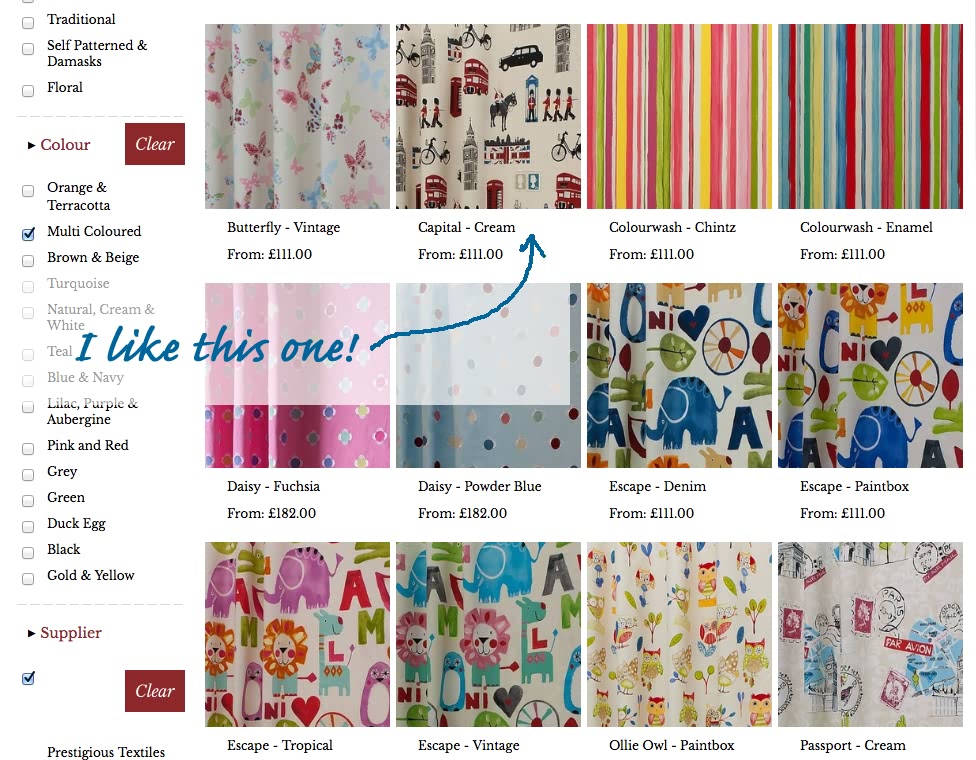 Traditional
Self Patterned &
Damasks
Floral
▸ Colour
Clear
Orange &
Terracotta
Multi Coloured
Brown & Beige
Turquoise
Natural, Cream &
White
Teal
Blue & Navy
Lilac, Purple &
Aubergine
Pink and Red
Grey
Green
Duck Egg
Black
Gold & Yellow
▸ Supplier
Clear
Prestigious Textiles
Butterfly - Vintage
From: £111.00
Capital - Cream
From: £111.00
Colourwash - Chintz
From: £111.00
Colourwash - Enamel
From: £111.00
I like this one!
Daisy - Fuchsia
From: £182.00
Daisy - Powder Blue
From: £182.00
Escape - Denim
From: £111.00
Escape - Paintbox
From: £111.00
Escape - Tropical
Escape - Vintage
Ollie Owl - Paintbox
PARIS
PAR AVION
Passport - Cream